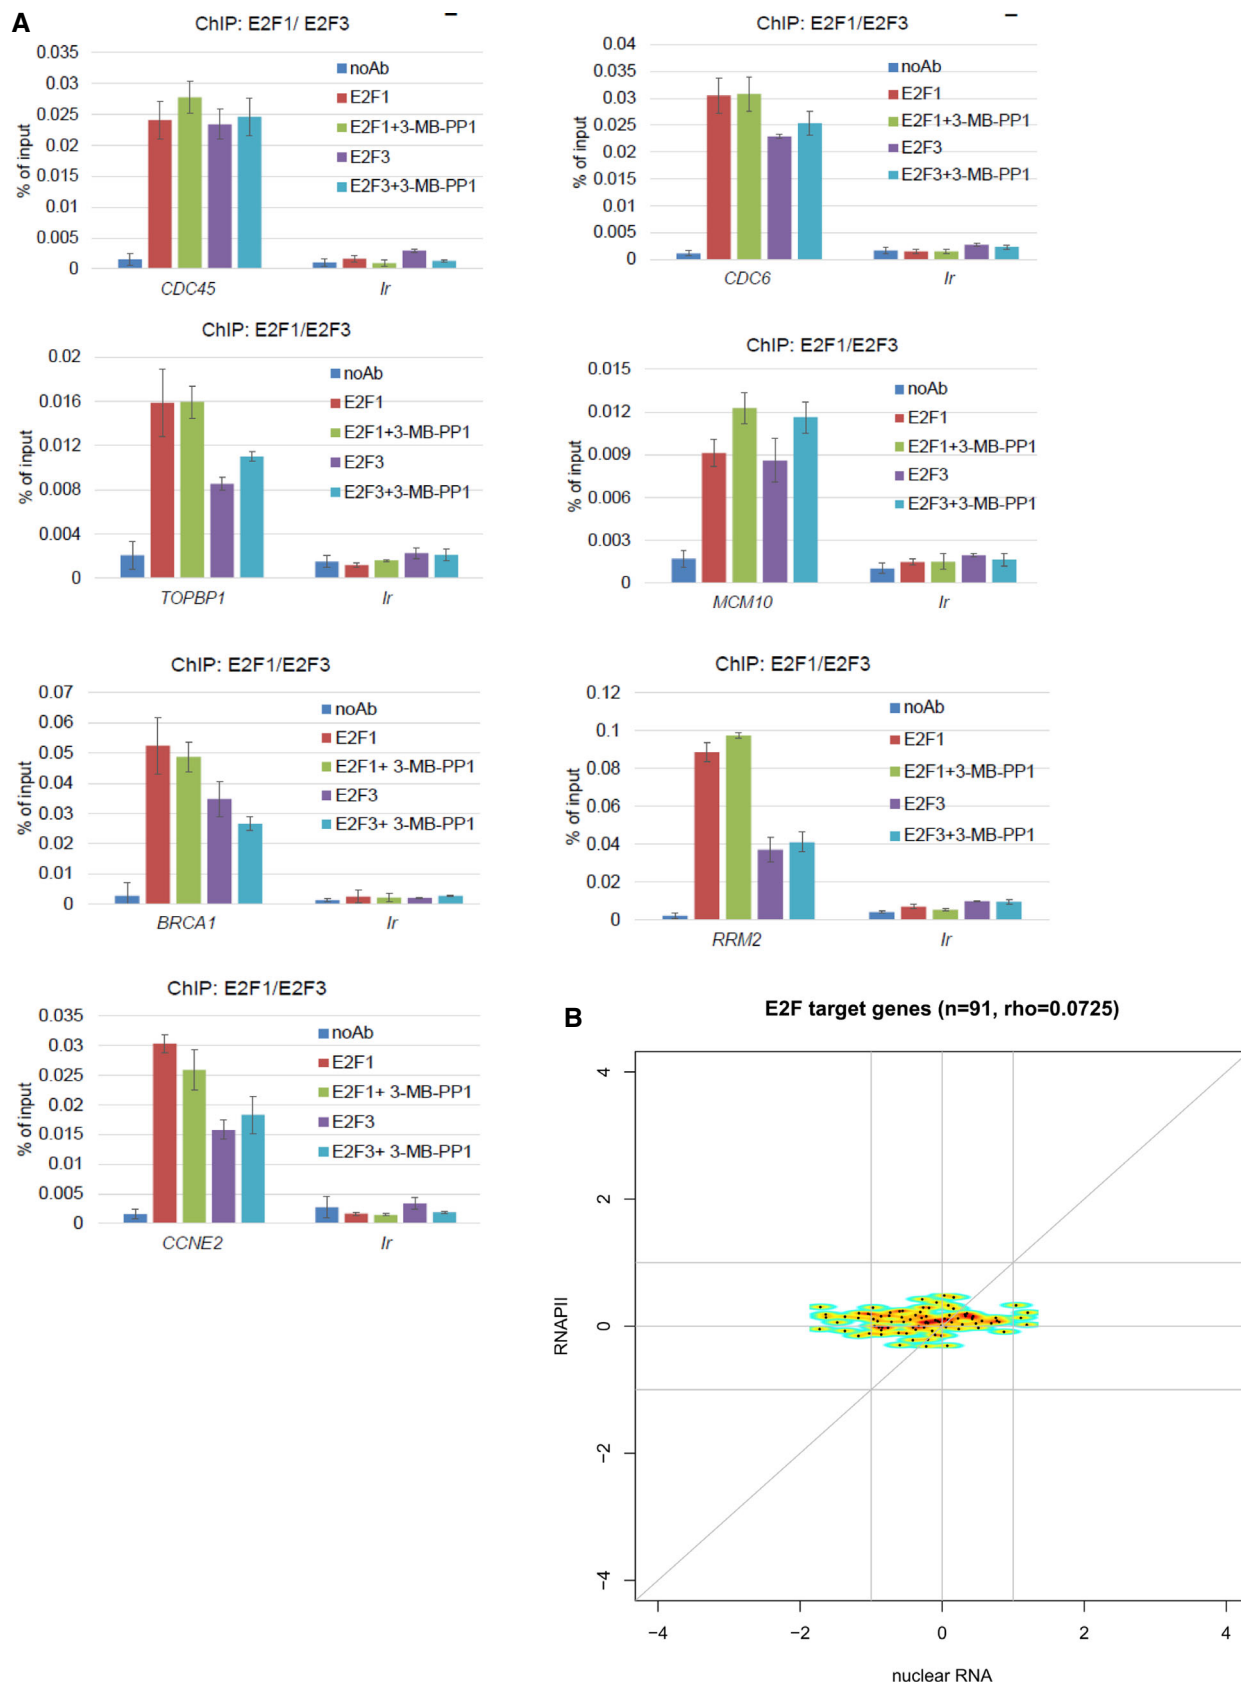 A
ChIP: E2F1/ E2F3
0.035
0.03
0.025
0.02
0.015
0.01
0.005
0
% of input
noAb
E2F1
E2F1+3-MB-PP1
E2F3
E2F3+3-MB-PP1
CDC45
Ir
ChIP: E2F1/E2F3
0.04
0.035
0.03
0.025
0.02
0.015
0.01
0.005
0
% of input
noAb
E2F1
E2F1+3-MB-PP1
E2F3
E2F3+3-MB-PP1
CDC6
Ir
ChIP: E2F1/E2F3
0.02
0.016
0.012
0.008
0.004
0
% of input
noAb
E2F1
E2F1+3-MB-PP1
E2F3
E2F3+3-MB-PP1
TOPBP1
Ir
ChIP: E2F1/E2F3
0.015
0.012
0.009
0.006
0.003
0
% of input
noAb
E2F1
E2F1+3-MB-PP1
E2F3
E2F3+3-MB-PP1
MCM10
Ir
ChIP: E2F1/E2F3
0.07
0.06
0.05
0.04
0.03
0.02
0.01
0
% of input
noAb
E2F1
E2F1+ 3-MB-PP1
E2F3
E2F3+ 3-MB-PP1
BRCA1
Ir
ChIP: E2F1/E2F3
0.12
0.1
0.08
0.06
0.04
0.02
0
% of input
noAb
E2F1
E2F1+3-MB-PP1
E2F3
E2F3+3-MB-PP1
RRM2
Ir
ChIP: E2F1/E2F3
0.035
0.03
0.025
0.02
0.015
0.01
0.005
0
% of input
noAb
E2F1
E2F1+ 3-MB-PP1
E2F3
E2F3+ 3-MB-PP1
CCNE2
Ir
B
E2F target genes (n=91, rho=0.0725)
4
2
0
−2
−4
RNAPII
−4
−2
0
2
4
nuclear RNA